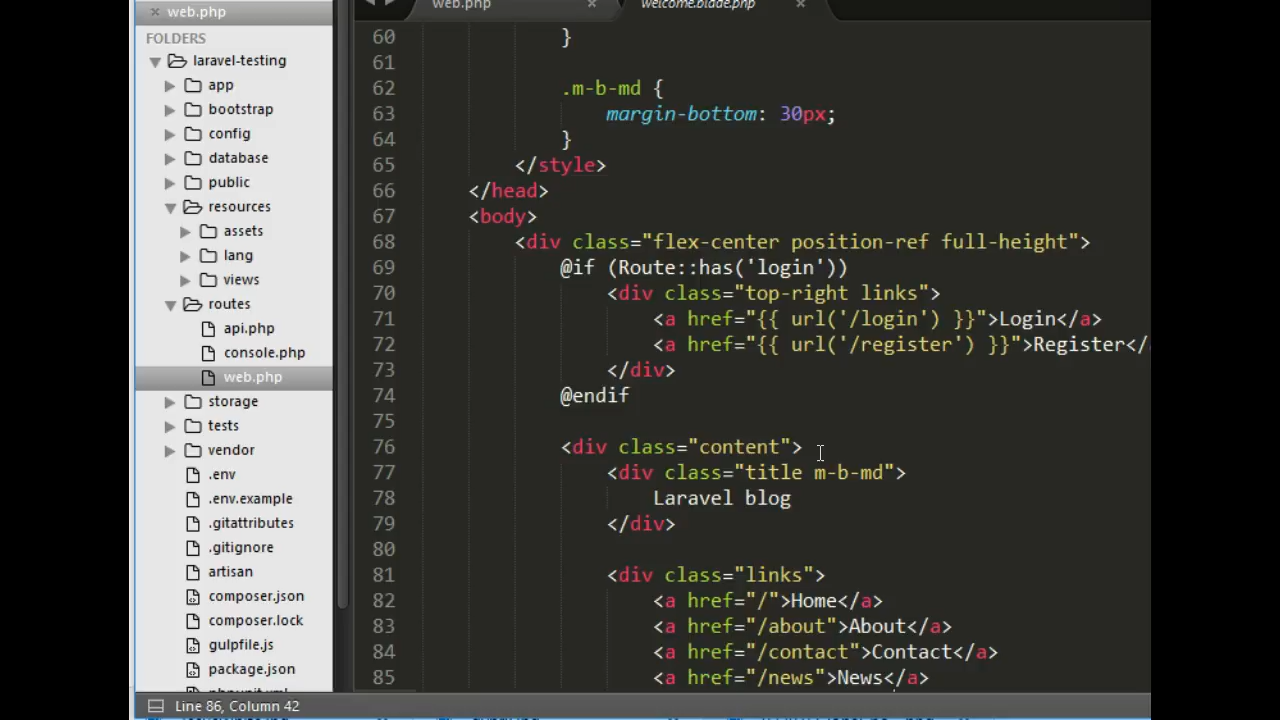 web.php
FOLDERS
laravel-testing
app
bootstrap
config
database
public
resources
assets
lang
views
routes
api.php
console.php
web.php
storage
tests
vendor
.env
.env.example
.gitattributes
.gitignore
artisan
composer.json
composer.lock
gulpfile.js
package.json
web.php × welcome.blade.php ×
60 }
61
62 .m-b-md {
63 margin-bottom: 30px;
64 }
65 </style>
66 </head>
67 <body>
68 <div class="flex-center position-ref full-height">
69 @if (Route::has('login'))
70 <div class="top-right links">
71 <a href="{{ url('/login') }}">Login</a>
72 <a href="{{ url('/register') }}">Register</
73 </div>
74 @endif
75
76 <div class="content">
77 <div class="title m-b-md">
78 Laravel blog
79 </div>
80
81 <div class="links">
82 <a href="/">Home</a>
83 <a href="/about">About</a>
84 <a href="/contact">Contact</a>
85 <a href="/news">News</a>
Line 86, Column 42